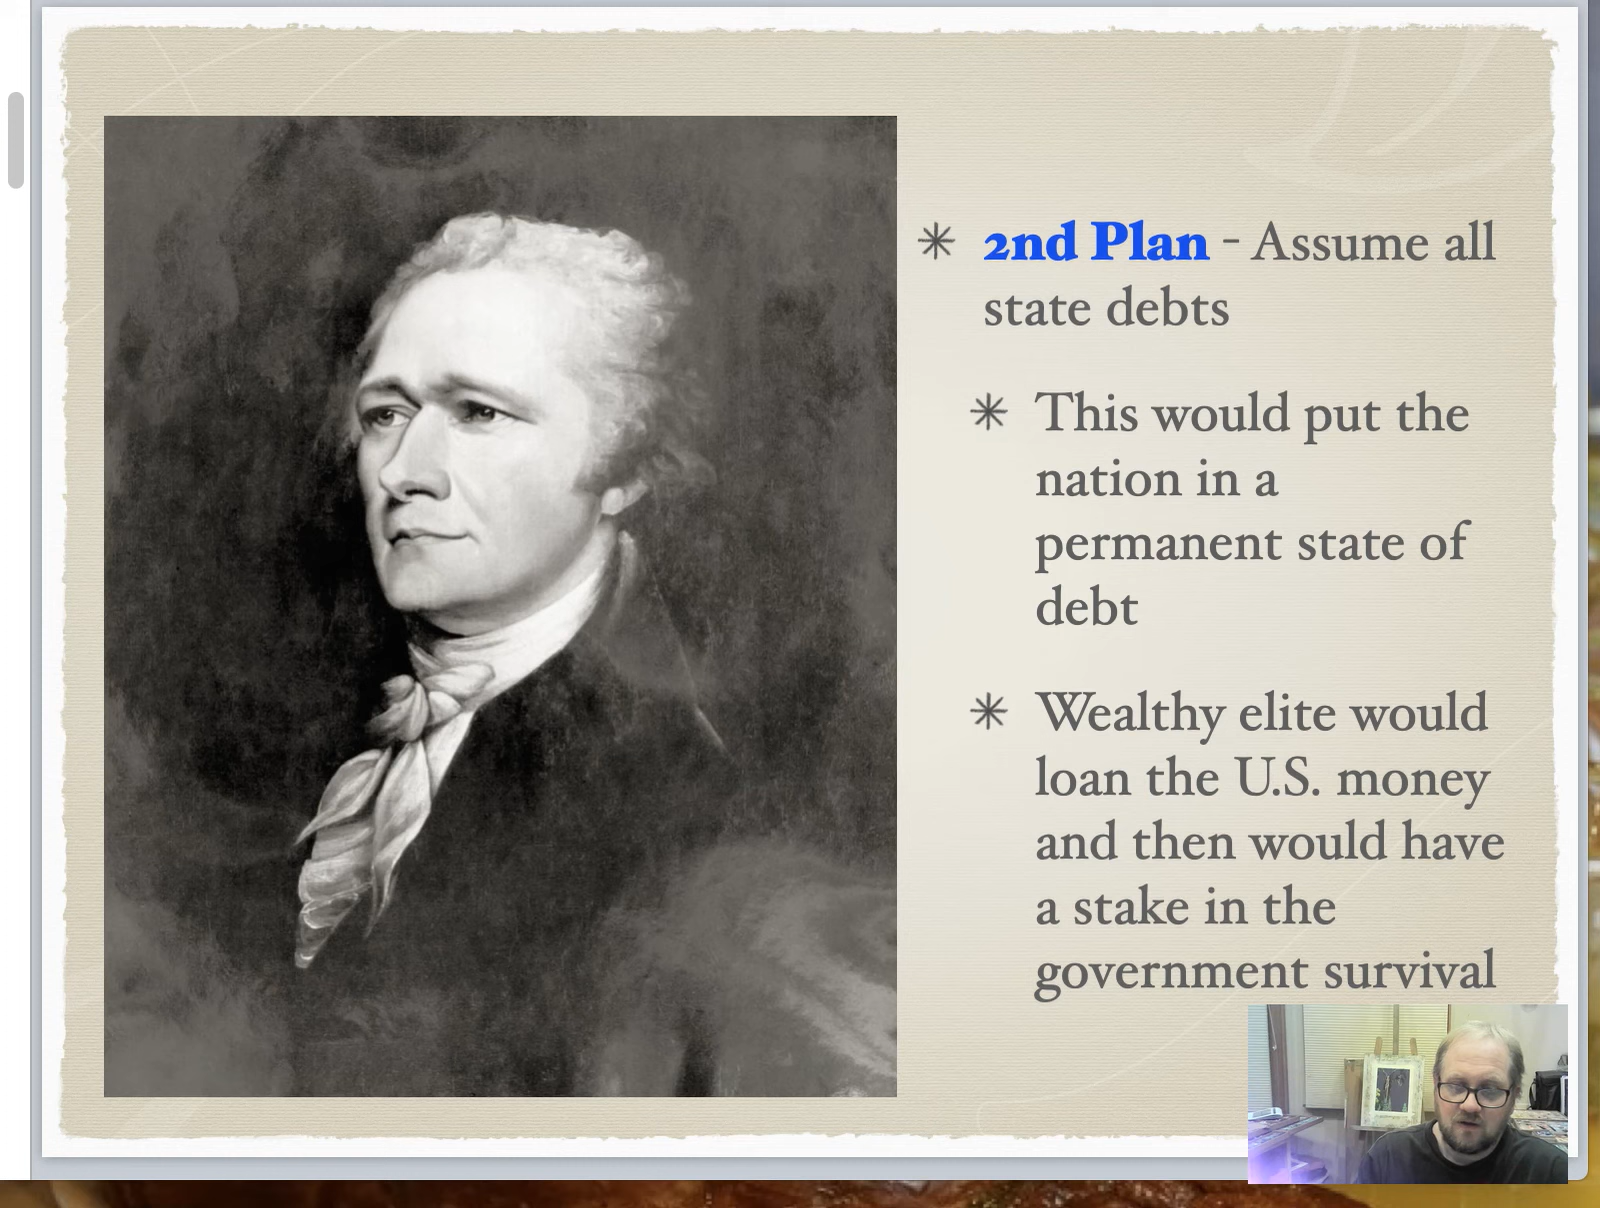 2nd Plan - Assume all
state debts
This would put the
nation in a
permanent state of
debt
Wealthy elite would
loan the U.S. money
and then would have
a stake in the
government survival